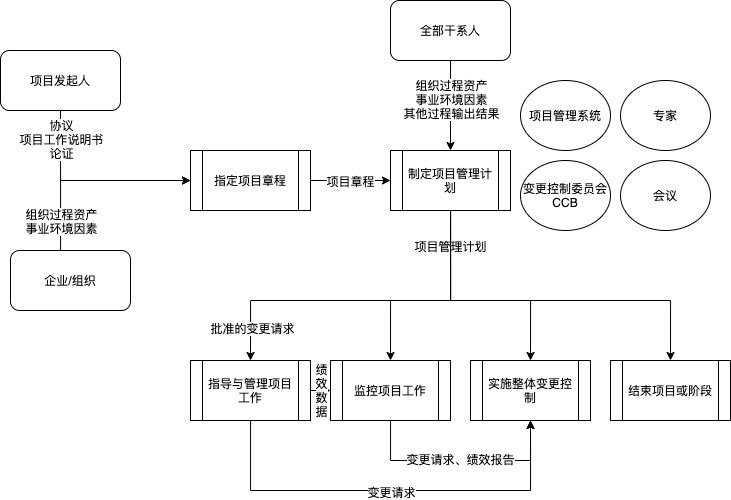 全部干系人
项目发起人
组织过程资产
事业环境因素
其他过程输出结果
项目管理系统
专家
协议
项目工作说明书
论证
指定项目章程
项目章程
制定项目管理计
划
变更控制委员会
CCB
会议
组织过程资产
事业环境因素
项目管理计划
企业/组织
批准的变更请求
指导与管理项目
工作
绩
效
数
据
监控项目工作
实施整体变更控
制
结束项目或阶段
变更请求、绩效报告
变更请求